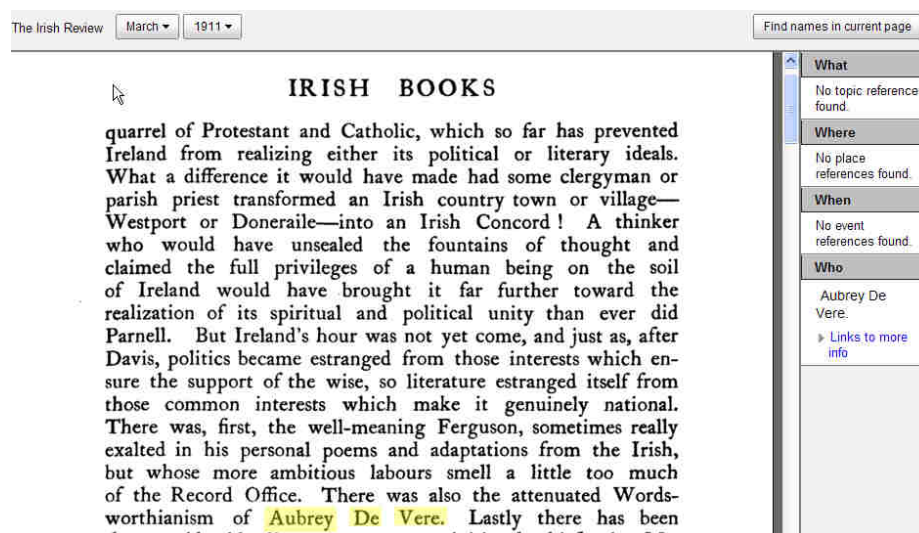 The Irish Review
March
1911
Find names in current page
IRISH BOOKS
quarrel of Protestant and Catholic, which so far has prevented
Ireland from realizing either its political or literary ideals.
What a difference it would have made had some clergyman or
parish priest transformed an Irish country town or village—
Westport or Doneraile—into an Irish Concord ! A thinker
who would have unsealed the fountains of thought and
claimed the full privileges of a human being on the soil
of Ireland would have brought it far further toward the
realization of its spiritual and political unity than ever did
Parnell. But Ireland's hour was not yet come, and just as, after
Davis, politics became estranged from those interests which en-
sure the support of the wise, so literature estranged itself from
those common interests which make it genuinely national.
There was, first, the well-meaning Ferguson, sometimes really
exalted in his personal poems and adaptations from the Irish,
but whose more ambitious labours smell a little too much
of the Record Office. There was also the attenuated Words-
worthianism of Aubrey De Vere. Lastly there has been
What
No topic reference
found.
Where
No place
references found.
When
No event
references found.
Who
Aubrey De
Vere.
Links to more
info